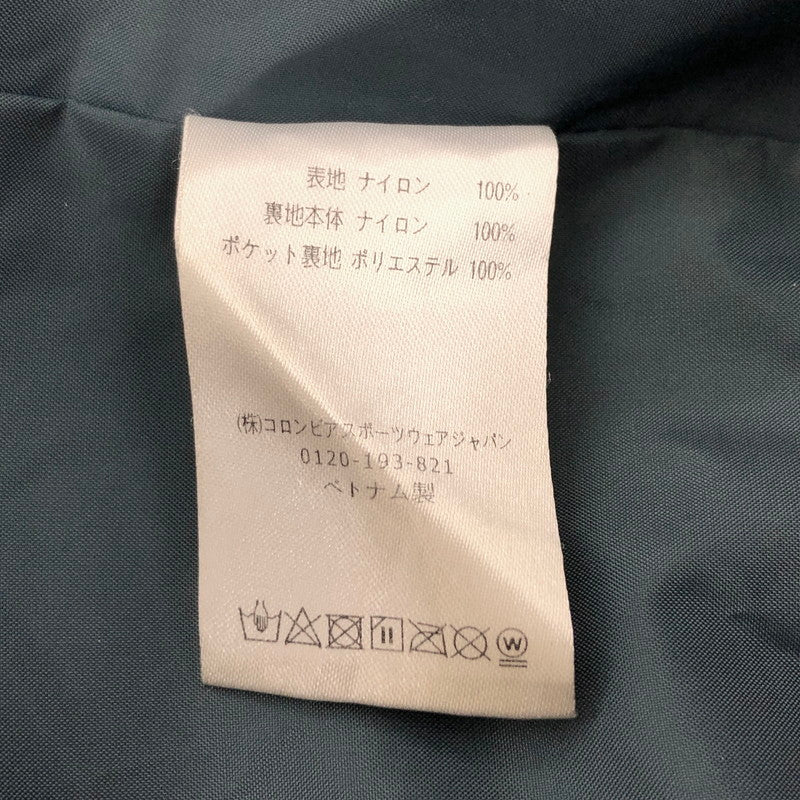 表地 ナイロン 100%
裏地本体 ナイロン 100%
ポケット裏地 ポリエステル 100%
(株)コロンビアスポーツウェアジャパン
0120-193-821
ベトナム製
W